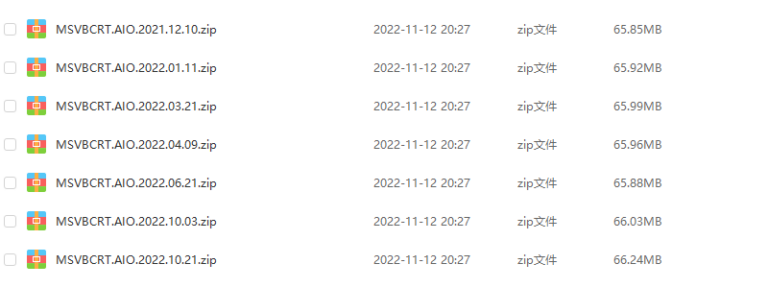 MSVBCRT.AIO.2021.12.10.zip 2022-11-12 20:27 zip文件 65.85MB
MSVBCRT.AIO.2022.01.11.zip 2022-11-12 20:27 zip文件 65.92MB
MSVBCRT.AIO.2022.03.21.zip 2022-11-12 20:27 zip文件 65.99MB
MSVBCRT.AIO.2022.04.09.zip 2022-11-12 20:27 zip文件 65.96MB
MSVBCRT.AIO.2022.06.21.zip 2022-11-12 20:27 zip文件 65.88MB
MSVBCRT.AIO.2022.10.03.zip 2022-11-12 20:27 zip文件 66.03MB
MSVBCRT.AIO.2022.10.21.zip 2022-11-12 20:27 zip文件 66.24MB